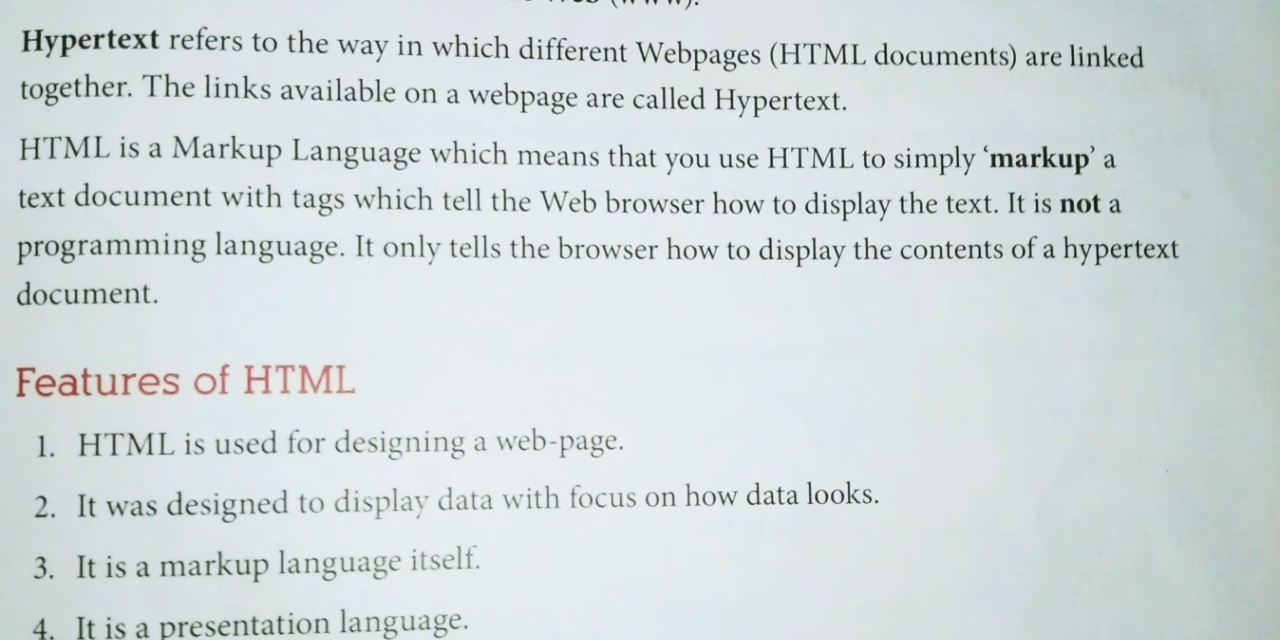 Hypertext refers to the way in which different Webpages (HTML documents) are linked
together. The links available on a webpage are called Hypertext.
HTML is a Markup Language which means that you use HTML to simply ‘markup’ a
text document with tags which tell the Web browser how to display the text. It is not a
programming language. It only tells the browser how to display the contents of a hypertext
document.
Features of HTML
1. HTML is used for designing a web-page.
2. It was designed to display data with focus on how data looks.
3. It is a markup language itself.
4. It is a presentation language.